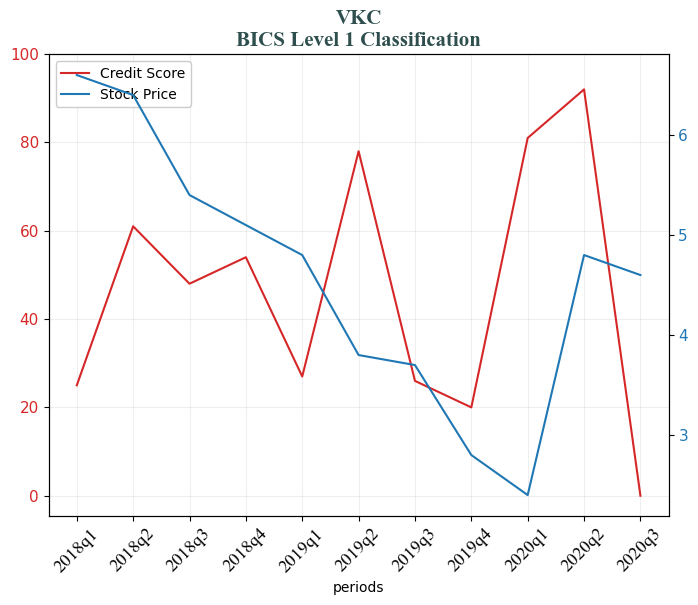 VKC
BICS Level 1 Classification
Credit Score
Stock Price
100
80
60
40
20
0
6
5
4
3
2018q1
2018q2
2018q3
2018q4
2019q1
2019q2
2019q3
2019q4
2020q1
2020q2
2020q3
periods